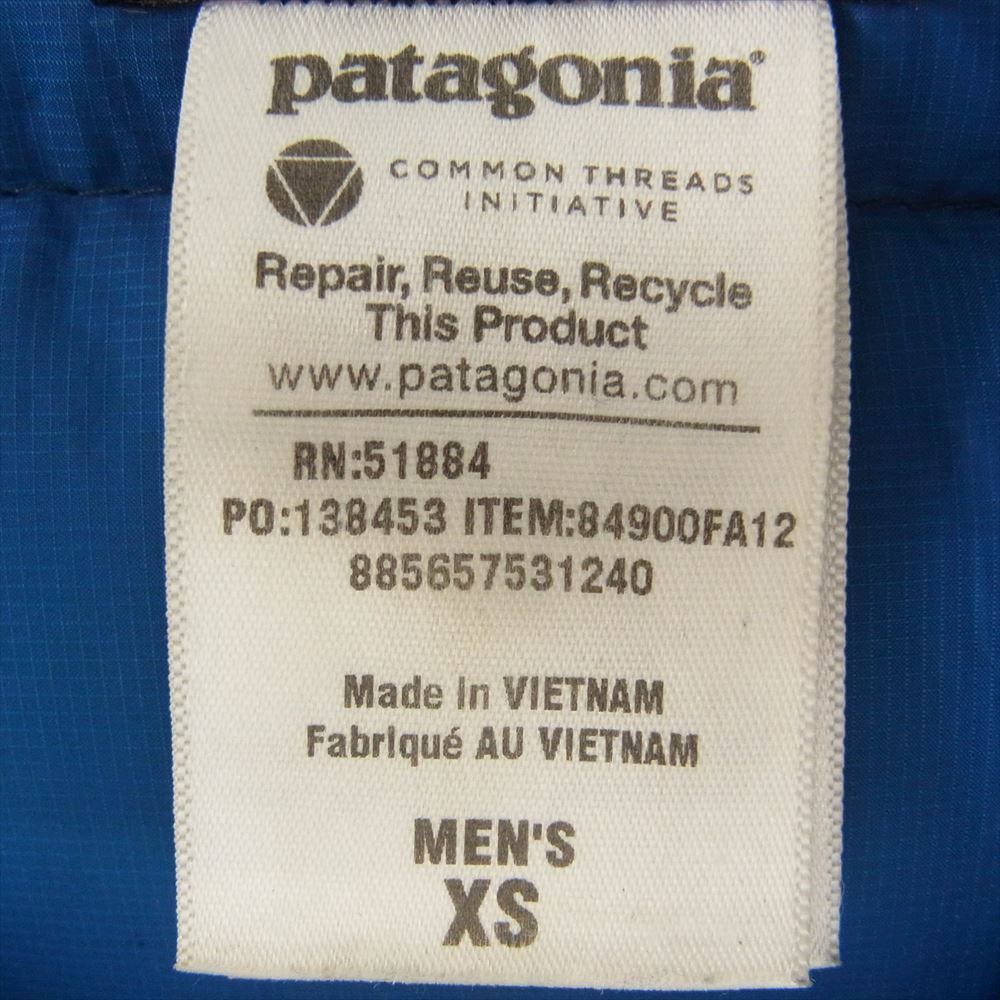 patagonia®
COMMON THREADS
INITIATIVE
Repair, Reuse, Recycle
This Product
www.patagonia.com
RN:51884
PO:138453 ITEM:84900FA12
885657531240
Made In VIETNAM
Fabriqué AU VIETNAM
MEN'S
XS